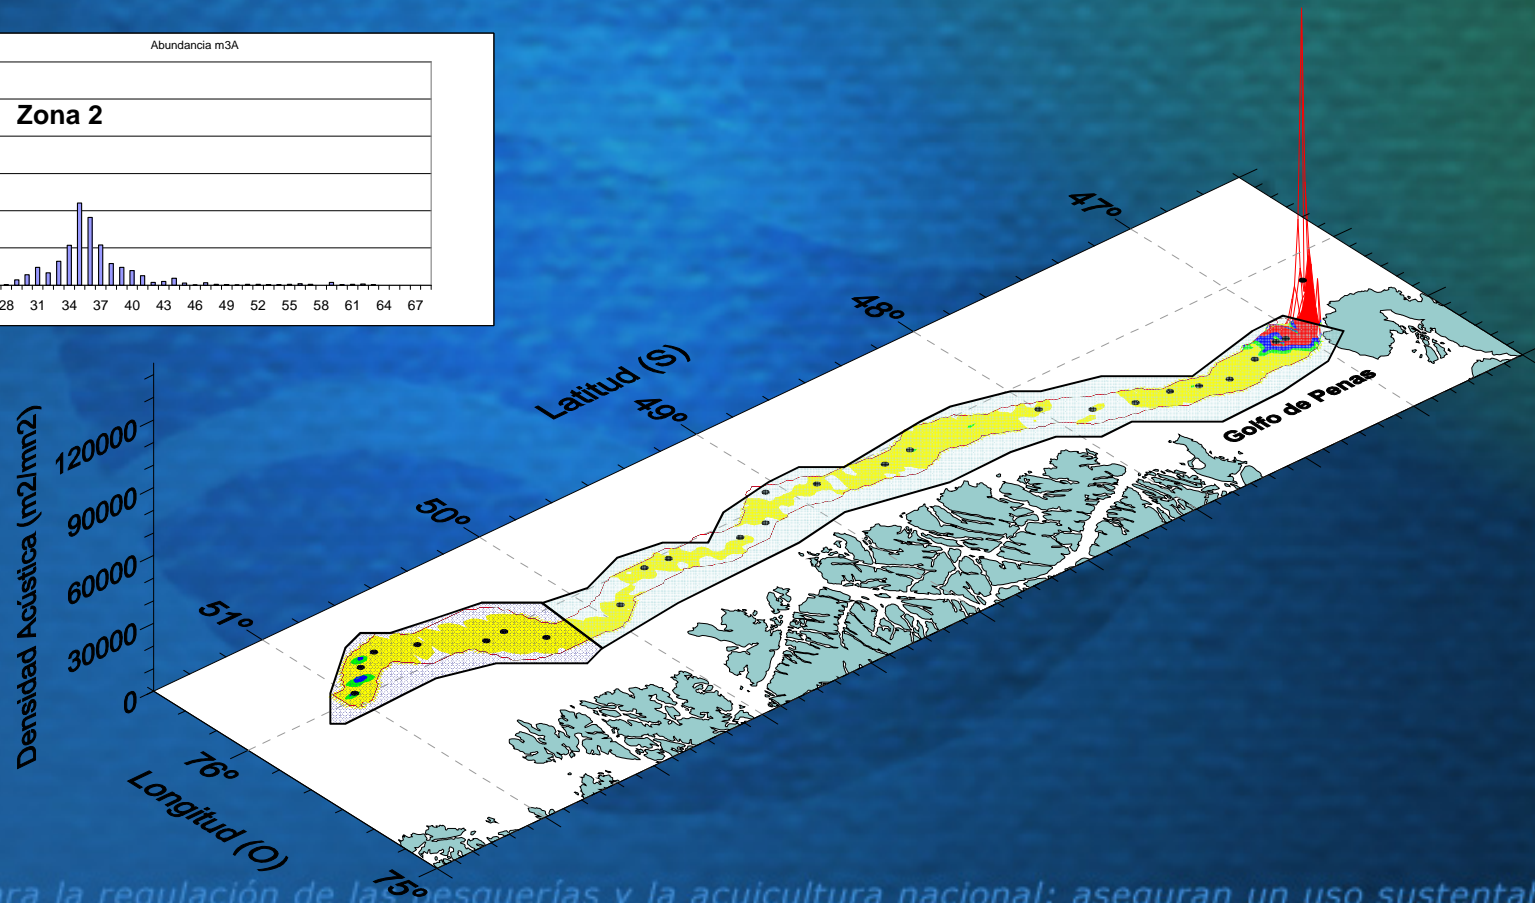 Abundancia m3A
Zona 2
28 31 34 37 40 43 46 49 52 55 58 61 64 67
47º
48º
Latitud (S)
49º
50º
51º
Golfo de Penas
Densidad Acústica (m2/mn2)
120000
90000
60000
30000
0
76º
Longitud (O)
75º
la regulación de las pesquerías y la acuicultura nacional: aseguran un uso